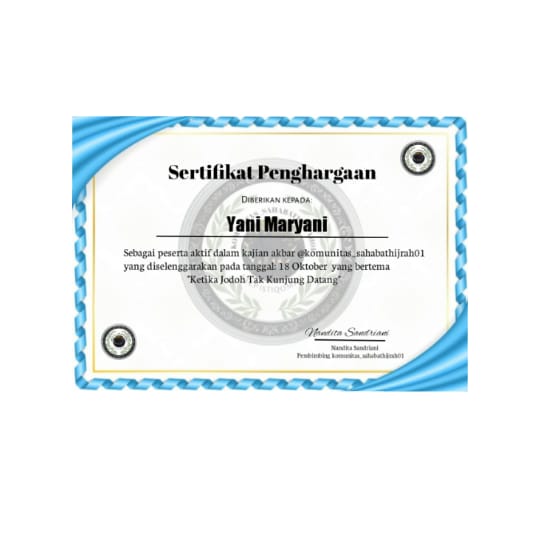 Sertifikat Penghargaan
DIBERIKAN KEPADA:
Yani Maryani
Sebagai peserta aktif dalam kajian akbar @komunitas_sahabathijrah01
yang diselenggarakan pada tanggal: 18 Oktober yang bertema
"Ketika Jodoh Tak Kunjung Datang"
Nandita Sandriani
Nandita Sandriani
Pembimbing komunitas_sahabathijrah01